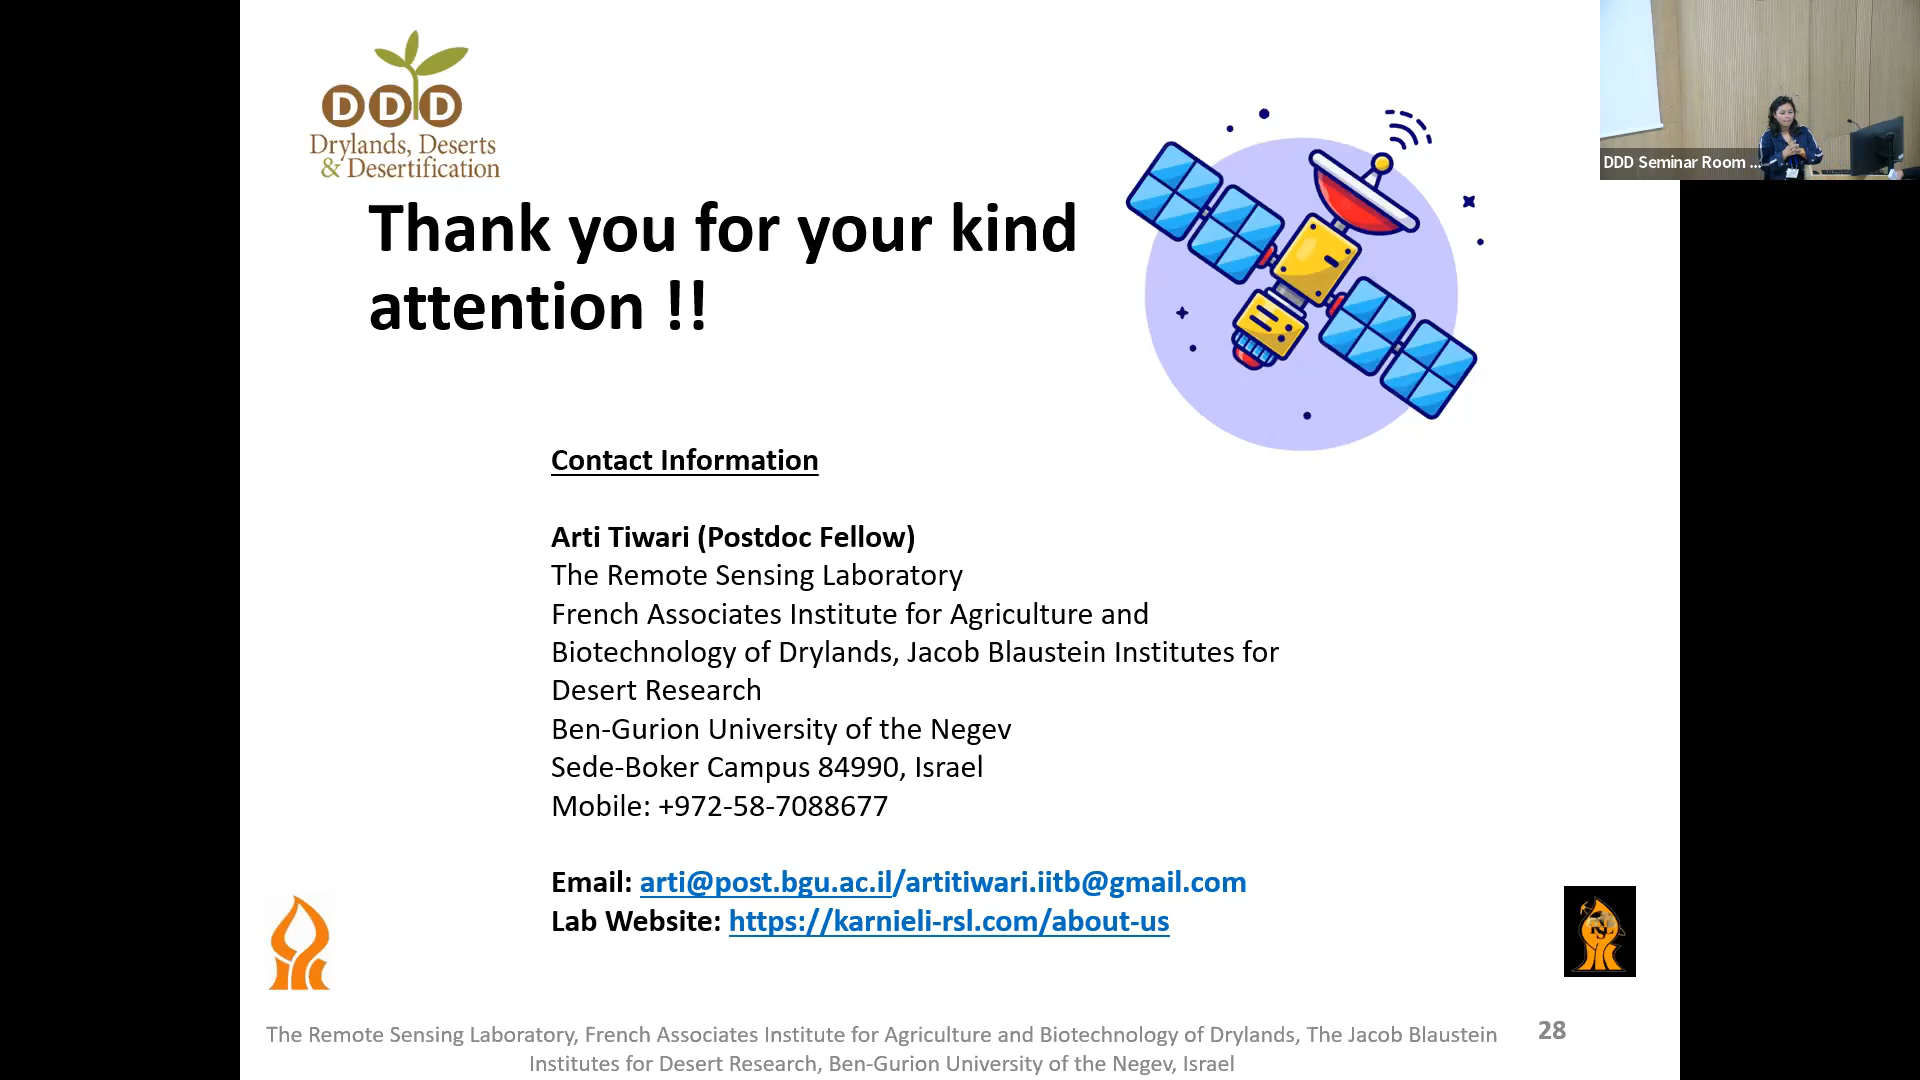 DDD
Drylands, Deserts
& Desertification
DDD Seminar Room ...
Thank you for your kind
attention !!
Contact Information
Arti Tiwari (Postdoc Fellow)
The Remote Sensing Laboratory
French Associates Institute for Agriculture and
Biotechnology of Drylands, Jacob Blaustein Institutes for
Desert Research
Ben-Gurion University of the Negev
Sede-Boker Campus 84990, Israel
Mobile: +972-58-7088677
Email: arti@post.bgu.ac.il/artitiwari.iitb@gmail.com
Lab Website: https://karnieli-rsl.com/about-us
RSL
The Remote Sensing Laboratory, French Associates Institute for Agriculture and Biotechnology of Drylands, The Jacob Blaustein
Institutes for Desert Research, Ben-Gurion University of the Negev, Israel
28